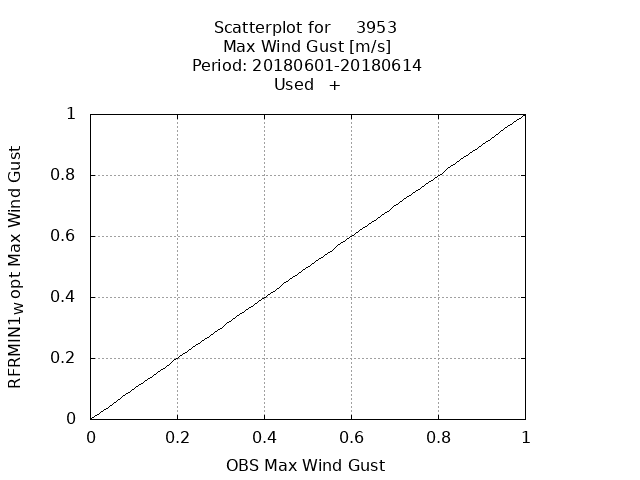 Scatterplot for 3953
Max Wind Gust [m/s]
Period: 20180601-20180614
Used +
1
0.8
0.6
0.4
0.2
0
RFRMIN1w opt Max Wind Gust
0 0.2 0.4 0.6 0.8 1
OBS Max Wind Gust